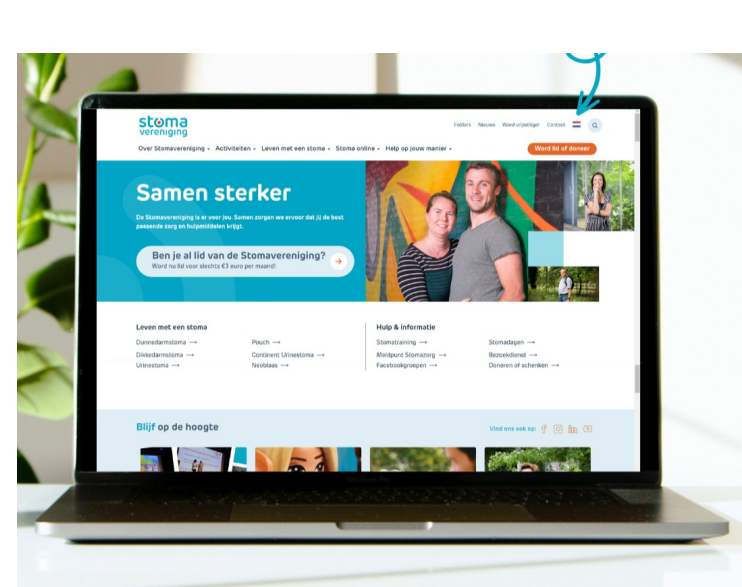 stoma
vereniging
Folders Nieuws Word vrijwilliger Contact
Over Stomavereniging Activiteiten Leven met een stoma Stoma online Help op jouw manier Word lid of doneer
Samen sterker
De Stomavereniging is er voor jou. Samen zorgen we ervoor dat jij de best
passende zorg en hulpmiddelen krijgt.
Ben je al lid van de Stomavereniging?
Word nu lid voor slechts €3 euro per maand!
Leven met een stoma
Dunnedarmstoma →
Dikkedarmstoma →
Urinestoma →
Pouch →
Continent Urinestoma →
Neoblaas →
Hulp & informatie
Stomatraining →
Meldpunt Stomazorg →
Facebookgroepen →
Stomadagen →
Bezoekdienst →
Doneren of schenken →
Blijf op de hoogte
Vind ons ook op:
MacBook Pro